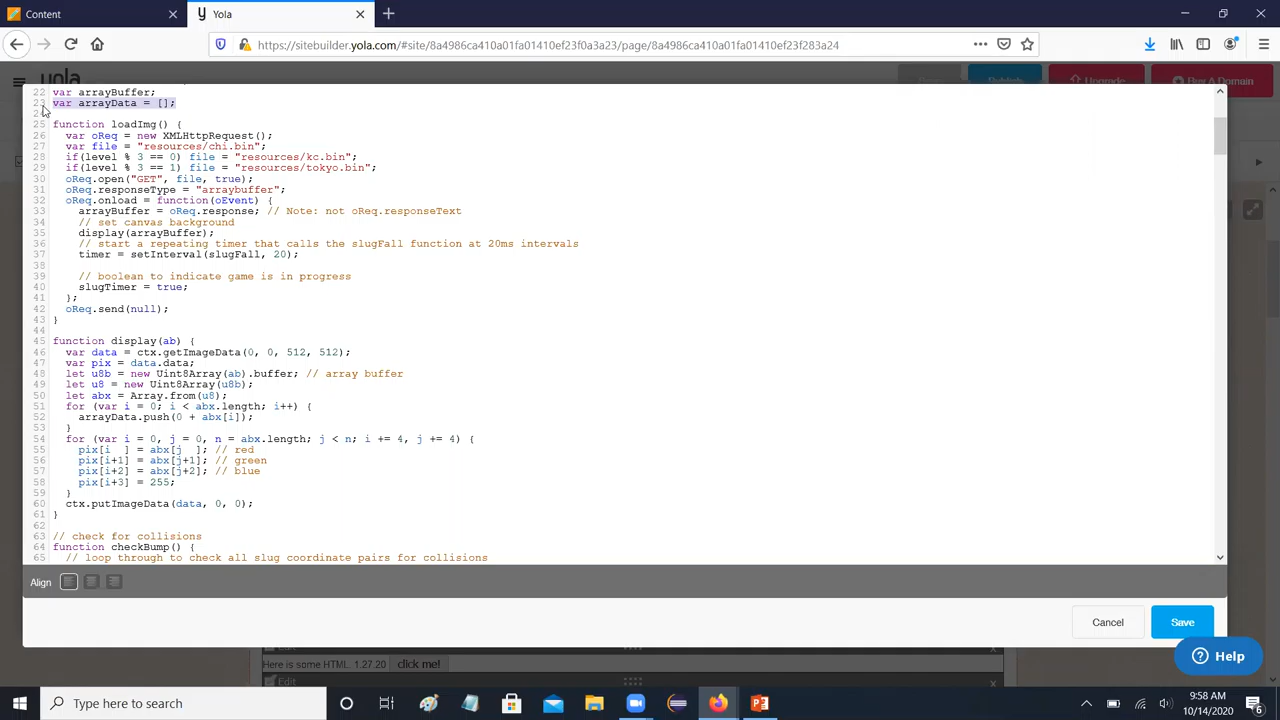 Content
Yola
https://sitebuilder.yola.com/#site/8a4986ca410a01fa01410ef23f0a3a23/page/8a4986ca410a01fa01410ef23f283a24
yola
Publish
Upgrade
Buy A Domain
22 var arrayBuffer;
23 var arrayData = [];
25 function loadImg() {
26 var oReq = new XMLHttpRequest();
27 var file = "resources/chi.bin";
28 if(level % 3 == 0) file = "resources/kc.bin";
29 if(level % 3 == 1) file = "resources/tokyo.bin";
30 oReq.open("GET", file, true);
31 oReq.responseType = "arraybuffer";
32 oReq.onload = function(oEvent) {
33 arrayBuffer = oReq.response; // Note: not oReq.responseText
34 // set canvas background
35 display(arrayBuffer);
36 // start a repeating timer that calls the slugFall function at 20ms intervals
37 timer = setInterval(slugFall, 20);
38
39 // boolean to indicate game is in progress
40 slugTimer = true;
41 };
42 oReq.send(null);
43 }
44
45 function display(ab) {
46 var data = ctx.getImageData(0, 0, 512, 512);
47 var pix = data.data;
48 let u8b = new Uint8Array(ab).buffer; // array buffer
49 let u8 = new Uint8Array(u8b);
50 let abx = Array.from(u8);
51 for (var i = 0; i < abx.length; i++) {
52 arrayData.push(0 + abx[i]);
53 }
54 for (var i = 0, j = 0, n = abx.length; j < n; i += 4, j += 4) {
55 pix[i ] = abx[j ]; // red
56 pix[i+1] = abx[j+1]; // green
57 pix[i+2] = abx[j+2]; // blue
58 pix[i+3] = 255;
59 }
60 ctx.putImageData(data, 0, 0);
61 }
62
63 // check for collisions
64 function checkBump() {
65 // loop through to check all slug coordinate pairs for collisions
Align
Cancel
Save
Edit
Here is some HTML. 1.27.20
click me!
Edit
Help
Type here to search
9:58 AM
10/14/2020
6